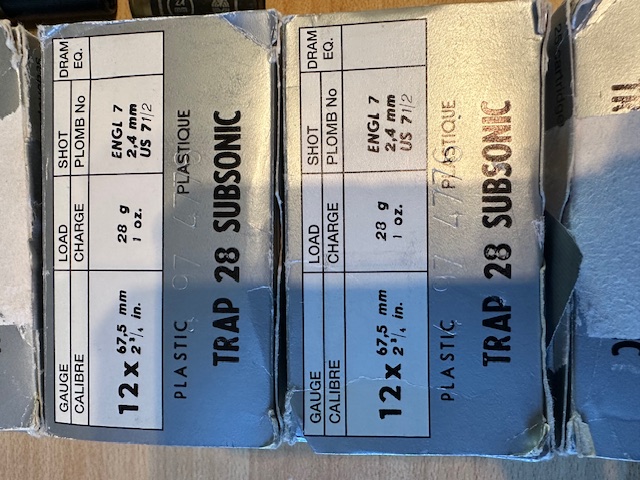 GAUGE LOAD SHOT DRAM
CALIBRE CHARGE PLOMB No EQ.
12 x 67,5 mm 28 g ENGL 7
2 3/4 in. 1 oz. 2,4 mm
US 7 1/2
PLASTIC PLASTIQUE
TRAP 28 SUBSONIC
GAUGE LOAD SHOT DRAM
CALIBRE CHARGE PLOMB No EQ.
12 x 67,5 mm 28 g ENGL 7
2 3/4 in. 1 oz. 2,4 mm
US 7 1/2
PLASTIC PLASTIQUE
TRAP 28 SUBSONIC